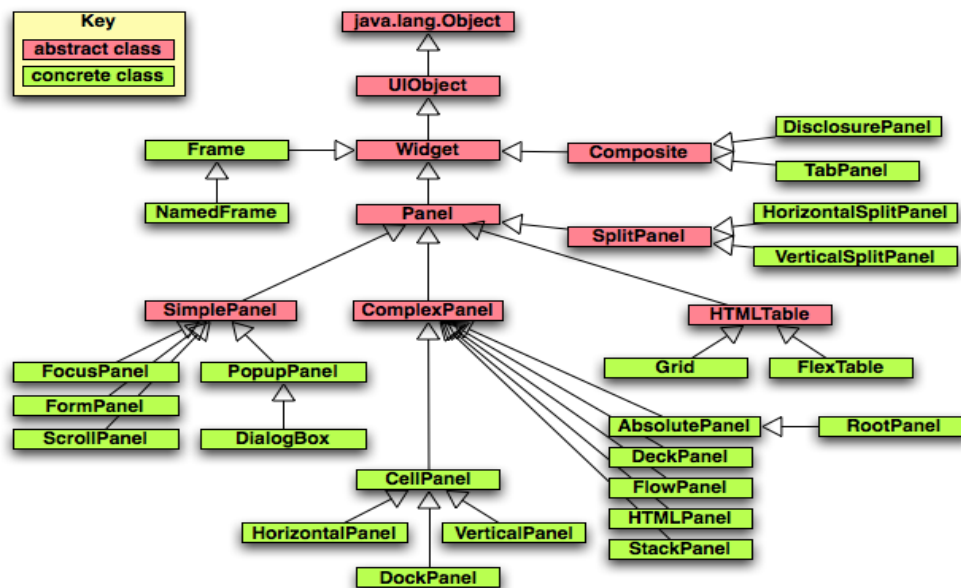 Key
abstract class
concrete class
java.lang.Object
UIObject
Frame
Widget
Composite
DisclosurePanel
TabPanel
NamedFrame
Panel
SplitPanel
HorizontalSplitPanel
VerticalSplitPanel
SimplePanel
ComplexPanel
HTMLTable
FocusPanel
PopupPanel
Grid
FlexTable
FormPanel
ScrollPanel
DialogBox
AbsolutePanel
RootPanel
DeckPanel
CellPanel
FlowPanel
HTMLPanel
HorizontalPanel
VerticalPanel
StackPanel
DockPanel